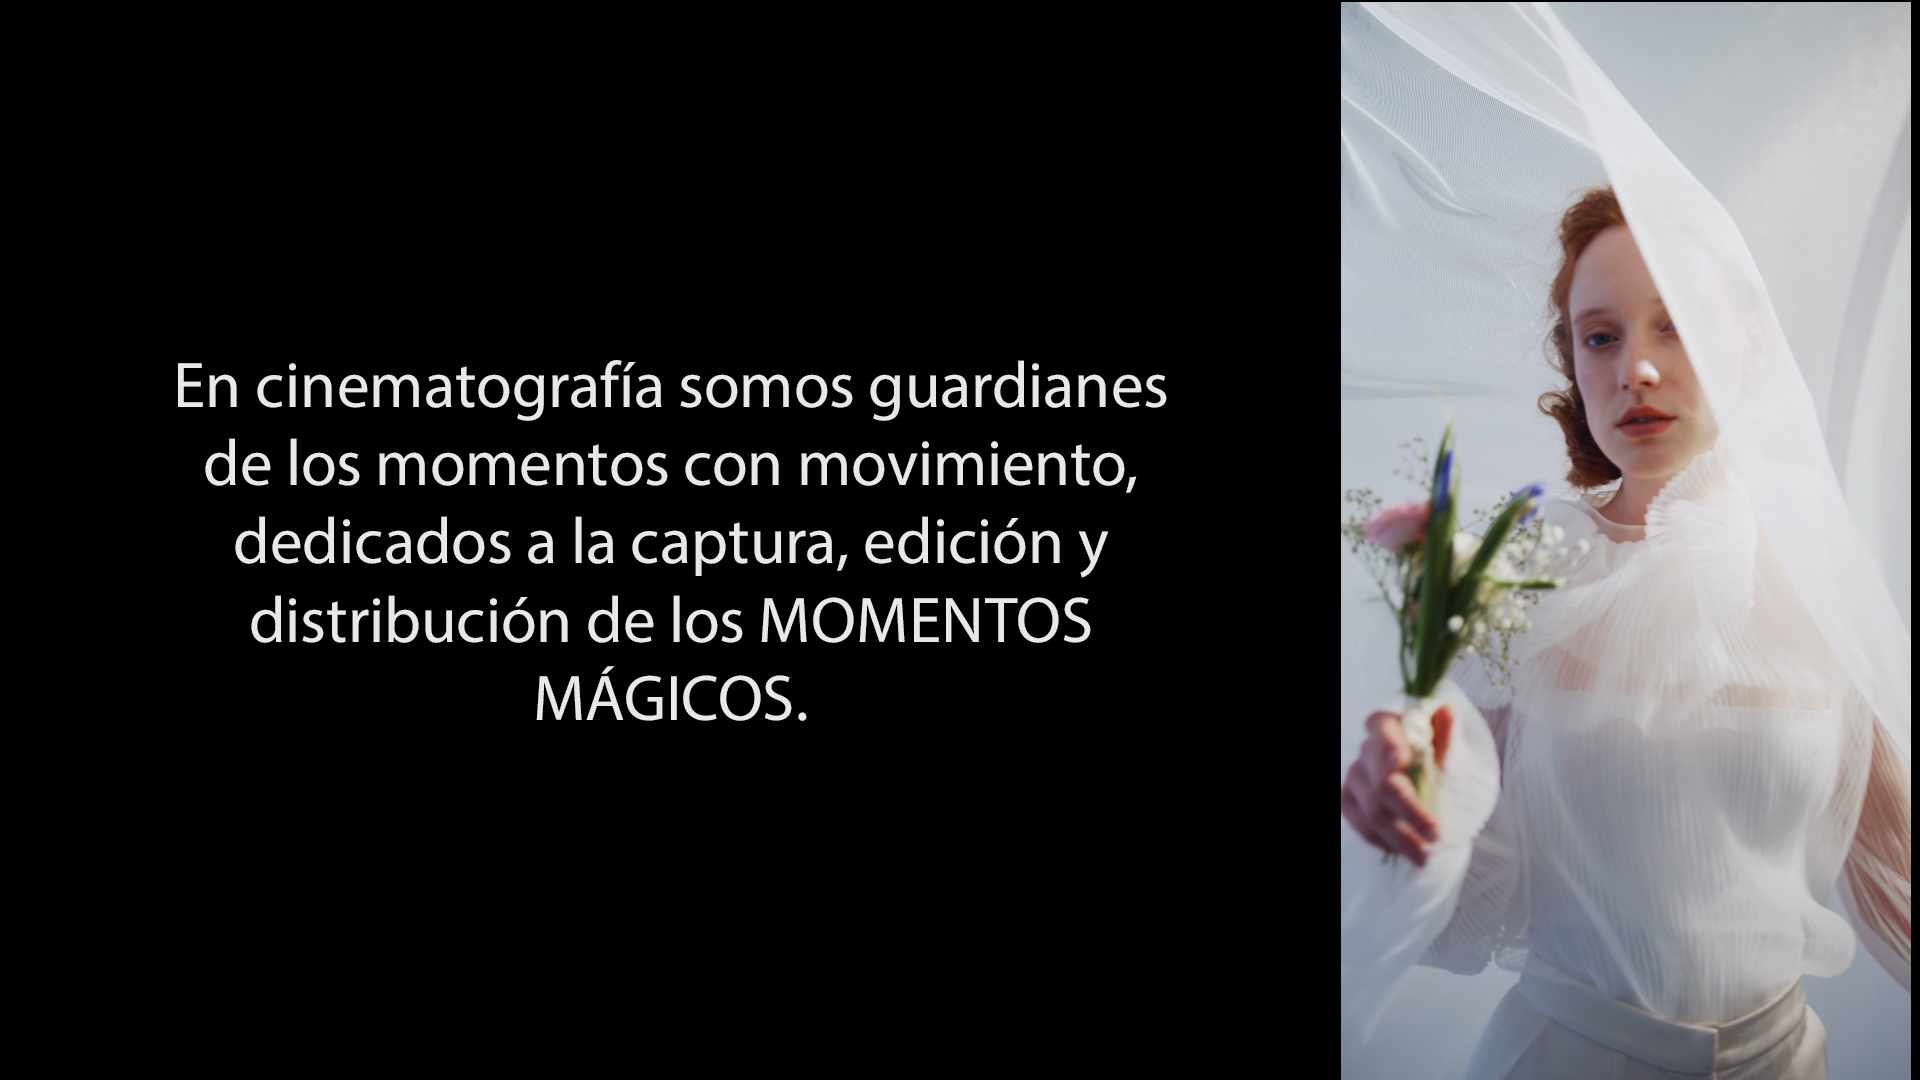 En cinematografía somos guardianes
de los momentos con movimiento,
dedicados a la captura, edición y
distribución de los MOMENTOS
MÁGICOS.